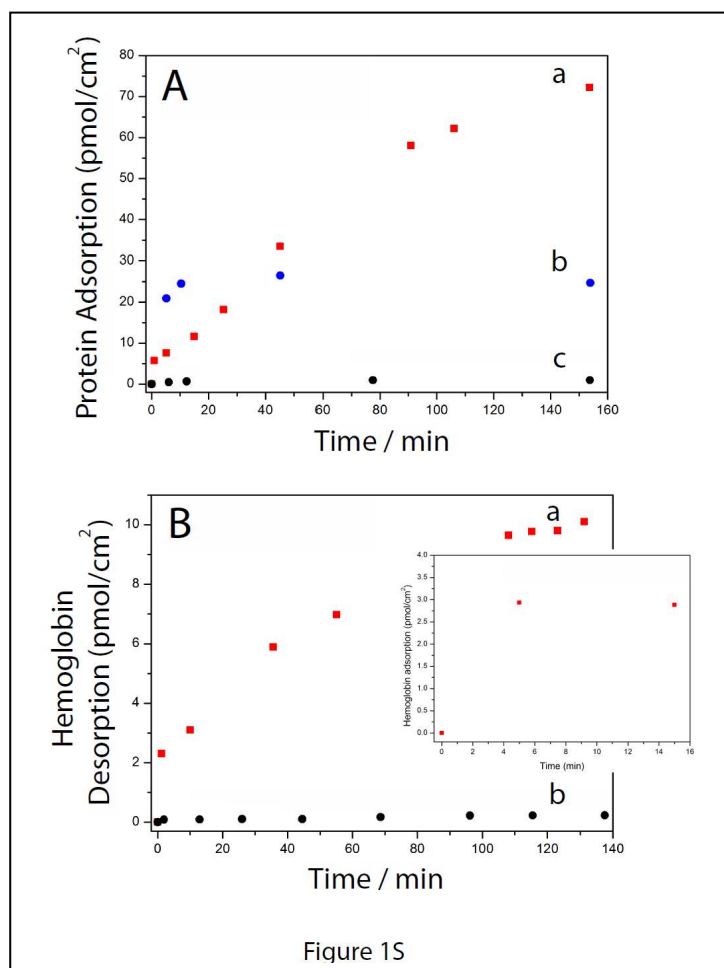 A
a
b
c
Protein Adsorption (pmol/cm²)
80
70
60
50
40
30
20
10
0
0 20 40 60 80 100 120 140 160
Time / min
B
a
b
Hemoglobin
Desorption (pmol/cm²)
10
8
6
4
2
0
0 20 40 60 80 100 120 140
Time / min
Hemoglobin adsorption (pmol/cm²)
4.0
3.5
3.0
2.5
2.0
1.5
1.0
0.5
0.0
0 2 4 6 8 10 12 14 16
Time (min)
Figure 1S